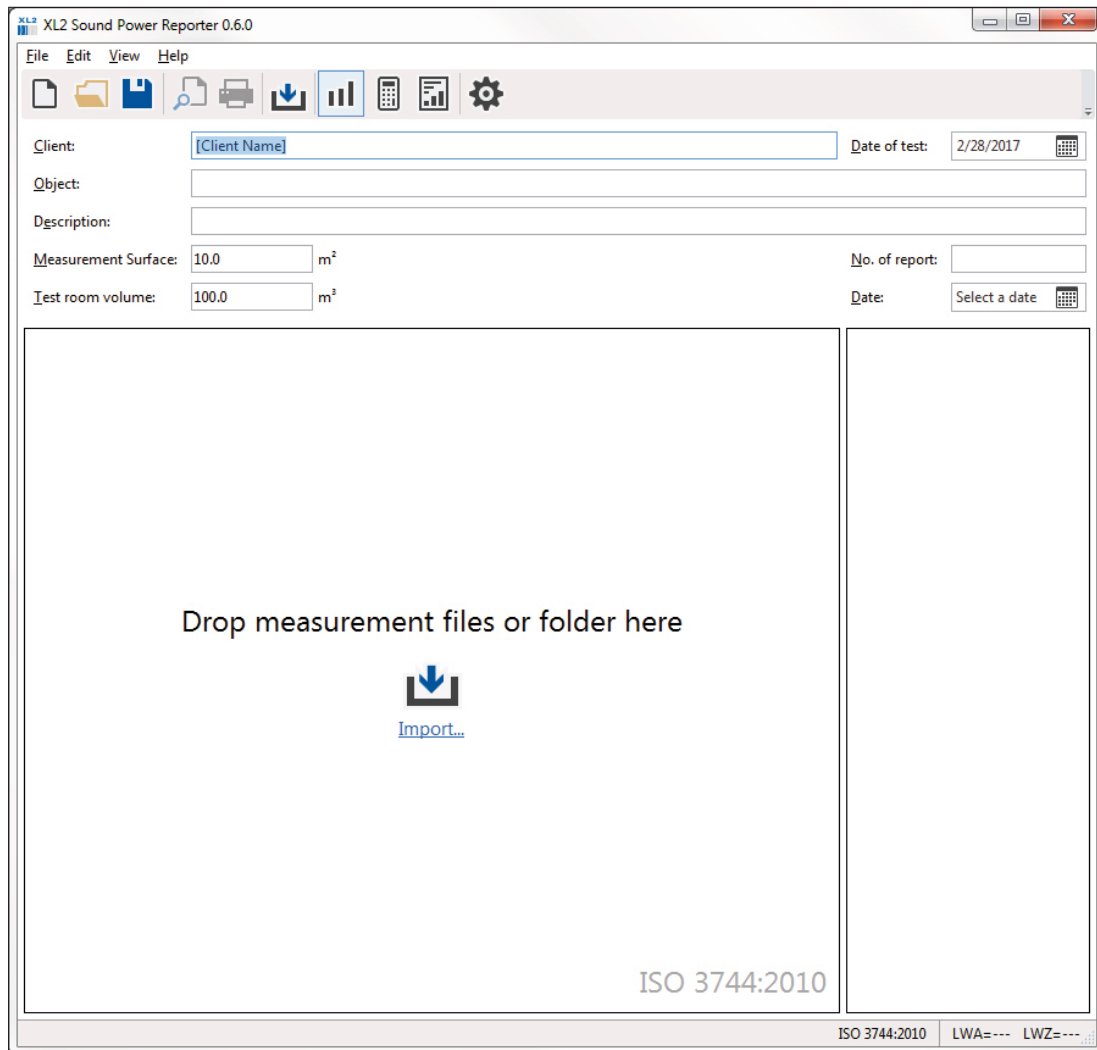 XL2 XL2 Sound Power Reporter 0.6.0
File Edit View Help
Client: [Client Name] Date of test: 2/28/2017
Object:
Description:
Measurement Surface: 10.0 m² No. of report:
Test room volume: 100.0 m³ Date: Select a date
Drop measurement files or folder here
Import...
ISO 3744:2010
ISO 3744:2010 LWA=--- LWZ=---